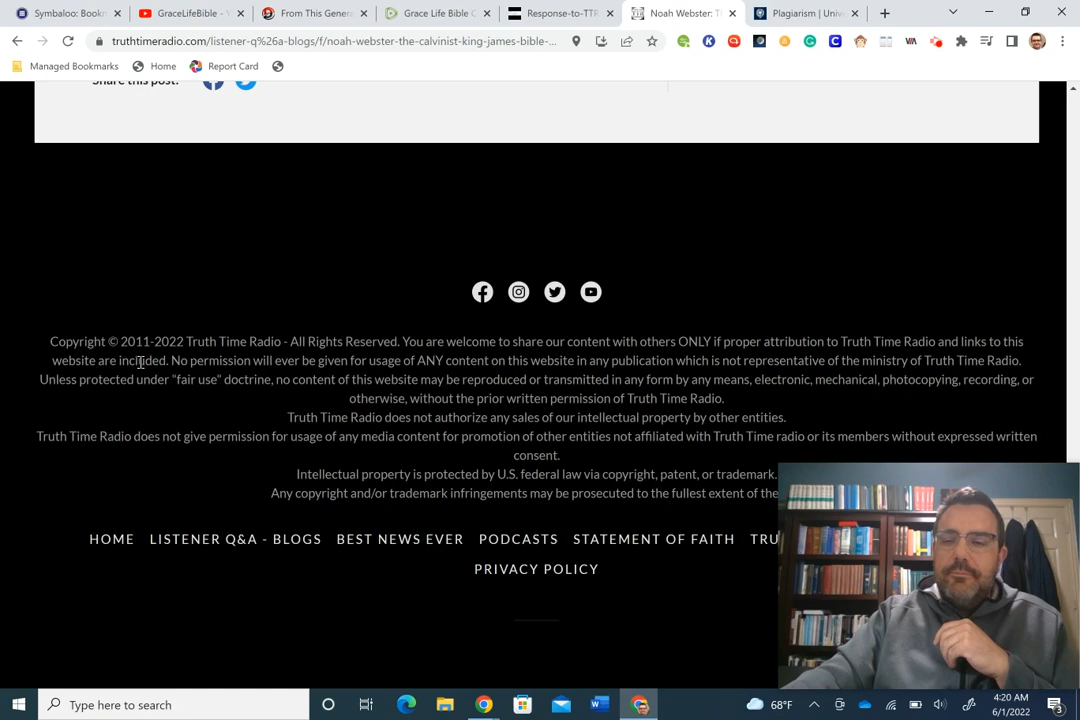 Symbaloo: Bookm
GraceLifeBible - Y
From This Genera
Grace Life Bible C
Response-to-TTR
Noah Webster: T
Plagiarism | Unive
truthtimeradio.com/listener-q%26a-blogs/f/noah-webster-the-calvinist-king-james-bible-...
Managed Bookmarks
Home
Report Card
Share this post:
Copyright © 2011-2022 Truth Time Radio - All Rights Reserved. You are welcome to share our content with others ONLY if proper attribution to Truth Time Radio and links to this
website are included. No permission will ever be given for usage of ANY content on this website in any publication which is not representative of the ministry of Truth Time Radio.
Unless protected under "fair use" doctrine, no content of this website may be reproduced or transmitted in any form by any means, electronic, mechanical, photocopying, recording, or
otherwise, without the prior written permission of Truth Time Radio.
Truth Time Radio does not authorize any sales of our intellectual property by other entities.
Truth Time Radio does not give permission for usage of any media content for promotion of other entities not affiliated with Truth Time radio or its members without expressed written
consent.
Intellectual property is protected by U.S. federal law via copyright, patent, or trademark.
Any copyright and/or trademark infringements may be prosecuted to the fullest extent of the
HOME LISTENER Q&A - BLOGS BEST NEWS EVER PODCASTS STATEMENT OF FAITH TRU
PRIVACY POLICY
Type here to search
68°F
4:20 AM
6/1/2022